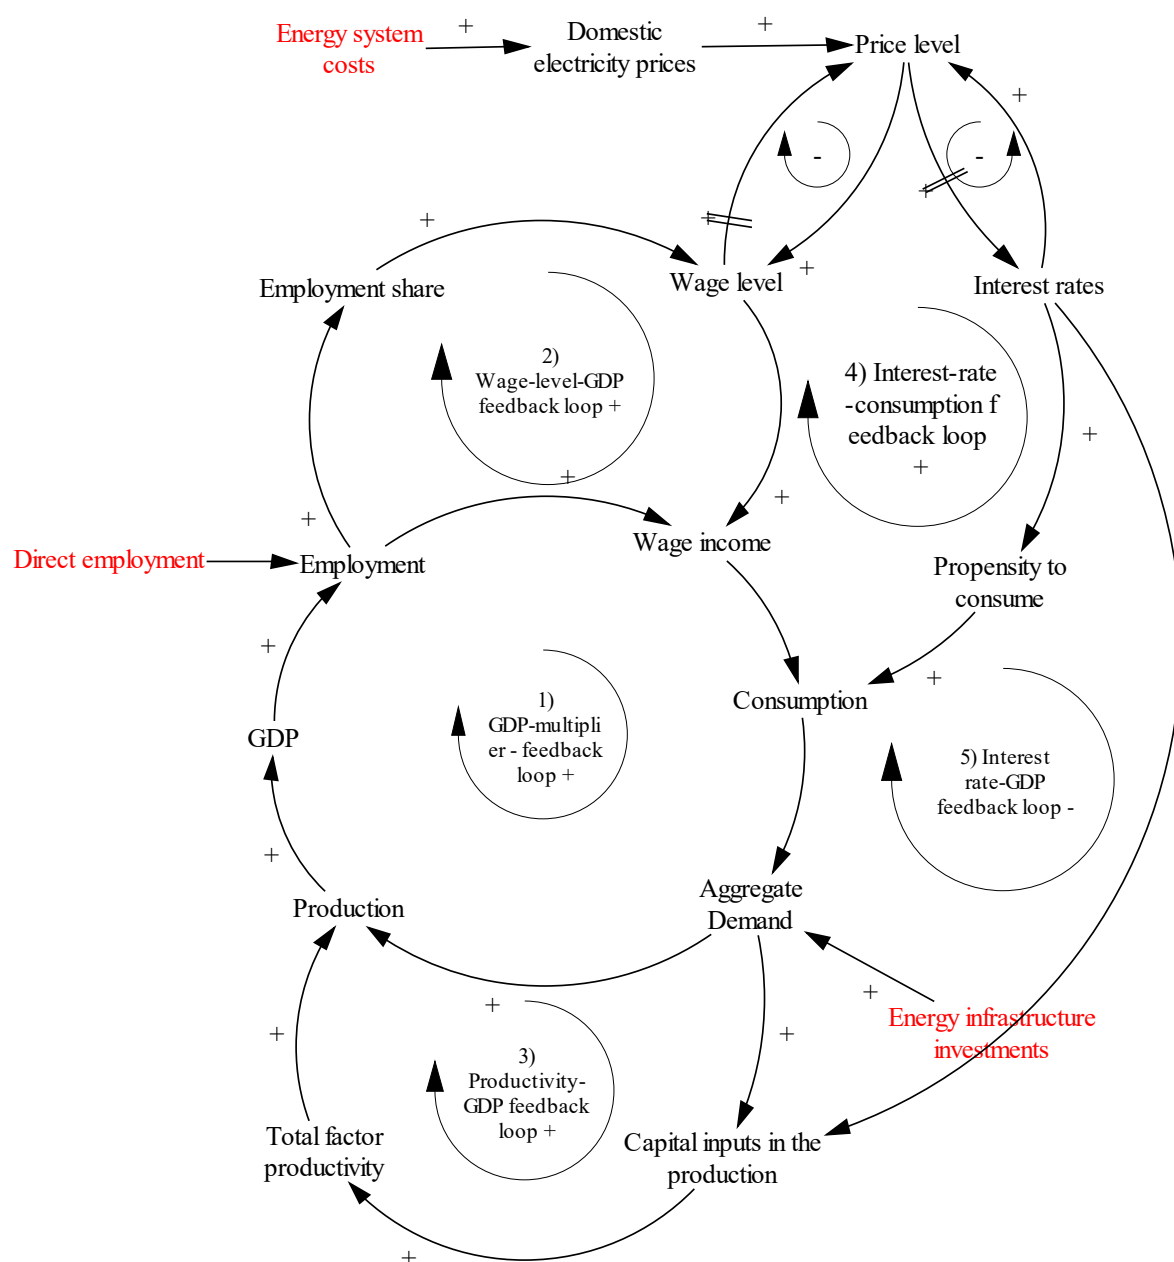 Energy system
costs
+
Domestic
electricity prices
+
Price level
+
-
-
+
+
+
Employment share
Wage level
+
Interest rates
2)
Wage-level-GDP
feedback loop +
4) Interest-rate
-consumption f
eedback loop
+
+
+
+
+
Direct employment
Employment
Wage income
Propensity to
consume
+
+
Consumption
1)
GDP-multipli
er - feedback
loop +
GDP
5) Interest
rate-GDP
feedback loop -
+
Aggregate
Demand
Production
+
+
Energy infrastructure
investments
+
+
3)
Productivity-
GDP feedback
loop +
Total factor
productivity
Capital inputs in the
production
+